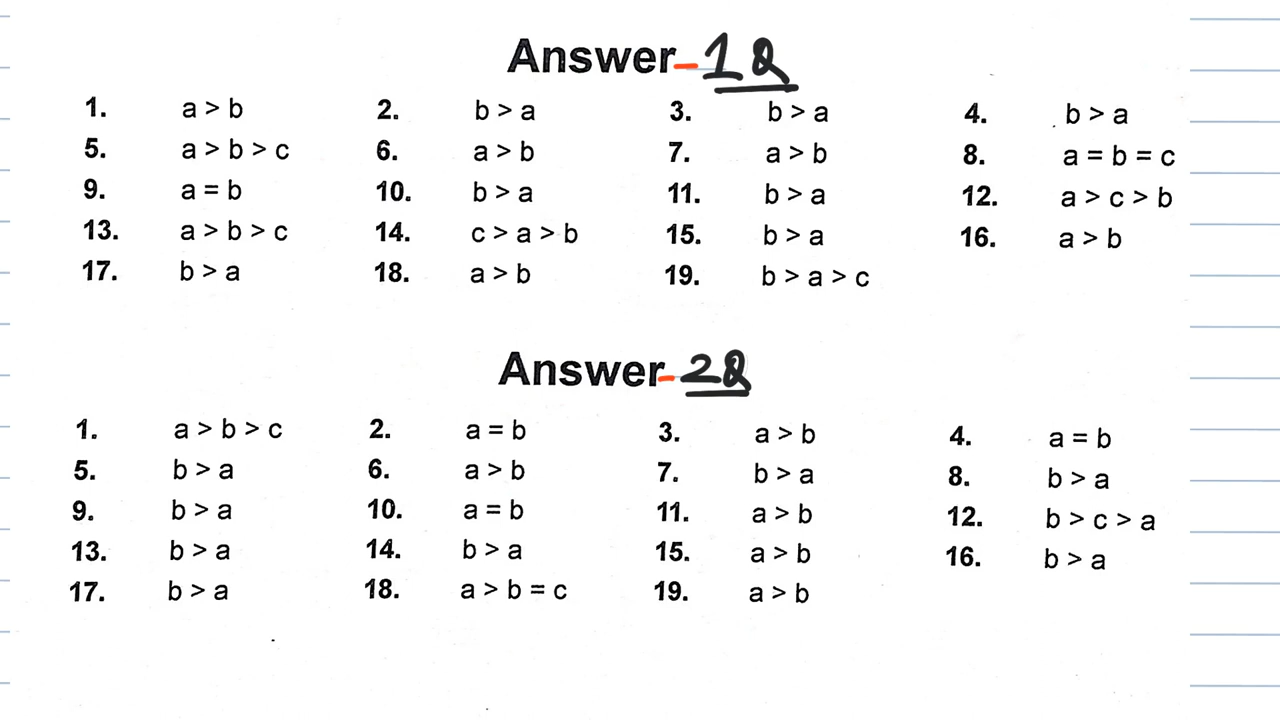 Answer-1Q
1. a > b 2. b > a 3. b > a 4. b > a
5. a > b > c 6. a > b 7. a > b 8. a = b = c
9. a = b 10. b > a 11. b > a 12. a > c > b
13. a > b > c 14. c > a > b 15. b > a 16. a > b
17. b > a 18. a > b 19. b > a > c
Answer-2Q
1. a > b > c 2. a = b 3. a > b 4. a = b
5. b > a 6. a > b 7. b > a 8. b > a
9. b > a 10. a = b 11. a > b 12. b > c > a
13. b > a 14. b > a 15. a > b 16. b > a
17. b > a 18. a > b = c 19. a > b